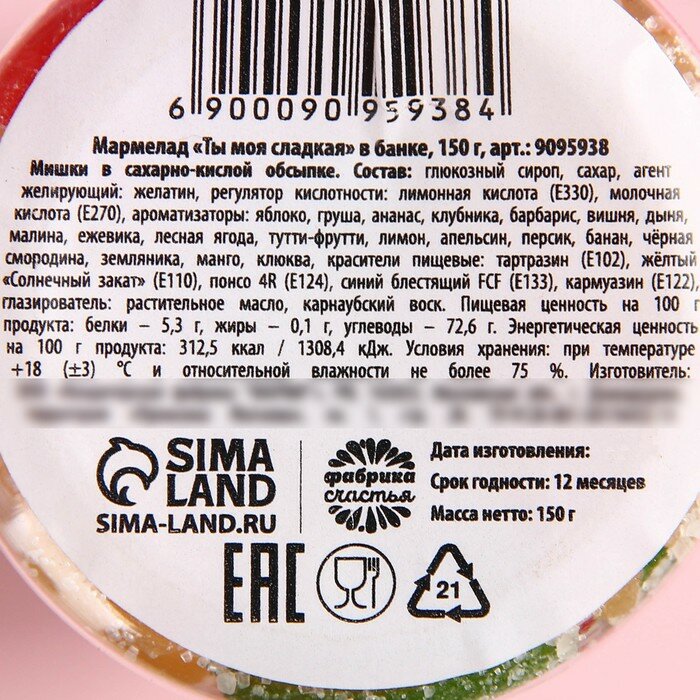 6 900090 959384
Мармелад «Ты моя сладкая» в банке, 150 г, арт.: 9095938
Мишки в сахарно-кислой обсыпке. Состав: глюкозный сироп, сахар, агент
желирующий: желатин, регулятор кислотности: лимонная кислота (Е330), молочная
кислота (Е270), ароматизаторы: яблоко, груша, ананас, клубника, барбарис, вишня, дыня,
малина, ежевика, лесная ягода, тутти-фрутти, лимон, апельсин, персик, банан, чёрная
смородина, земляника, манго, клюква, красители пищевые: тартразин (Е102), жёлтый
«Солнечный закат» (Е110), понсо 4R (Е124), синий блестящий FCF (Е133), кармуазин (Е122),
глазирователь: растительное масло, карнаубский воск. Пищевая ценность на 100 г
продукта: белки – 5,3 г, жиры – 0,1 г, углеводы – 72,6 г. Энергетическая ценность
на 100 г продукта: 312,5 ккал / 1308,4 кДж. Условия хранения: при температуре
+18 (±3) °С и относительной влажности не более 75 %. Изготовитель:
SIMA
LAND
SIMA-LAND.RU
фабрика
счастья
Дата изготовления:
Срок годности: 12 месяцев
Масса нетто: 150 г
EAC
21